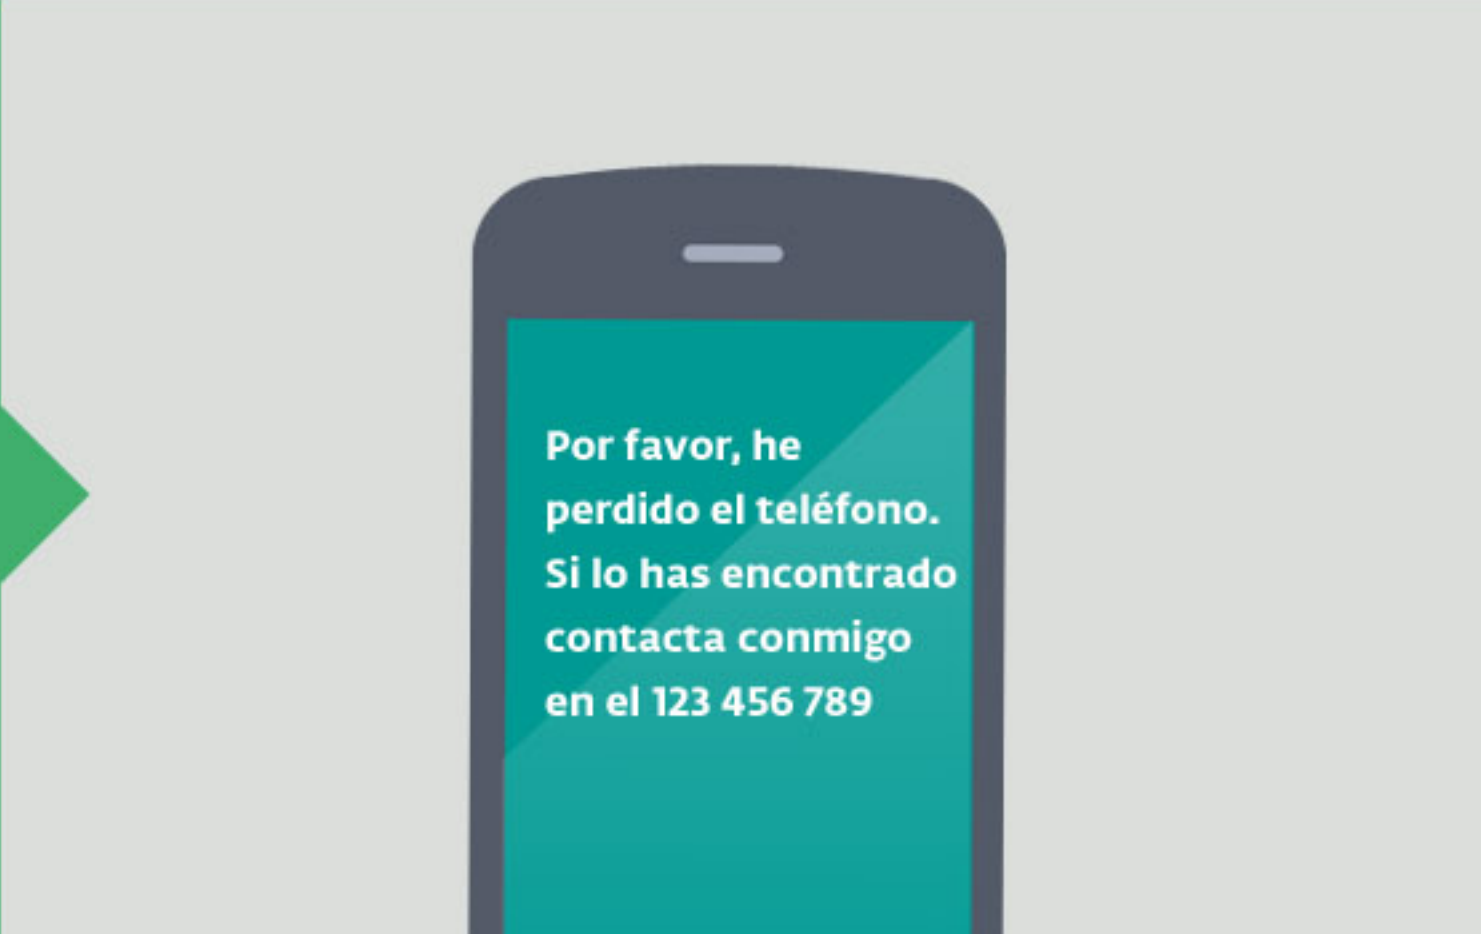 Por favor, he
perdido el teléfono.
Si lo has encontrado
contacta conmigo
en el 123 456 789